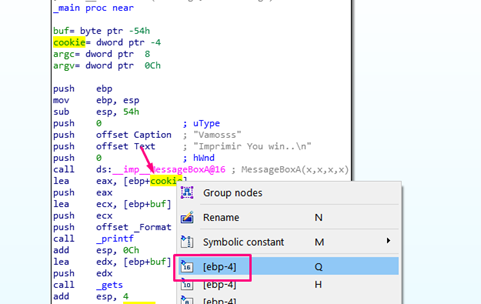 _main proc near
buf= byte ptr -54h
cookie= dword ptr -4
argc= dword ptr  8
argv= dword ptr  0Ch
push    ebp
mov     ebp, esp
sub     esp, 54h
push    0               ; uType
push    offset Caption  ; "Vamosss"
push    offset Text     ; "Imprimir You win..\n"
push    0               ; hWnd
call    ds:__imp__MessageBoxA@16 ; MessageBoxA(x,x,x,x)
lea     eax, [ebp+cookie]
push    eax
lea     ecx, [ebp+buf]
push    ecx
push    offset _Format
call    _printf
add     esp, 0Ch
lea     edx, [ebp+buf]
push    edx
call    _gets
add     esp, 4
Group nodes
Rename N
Symbolic constant M
16 [ebp-4] Q
10 [ebp-4] H